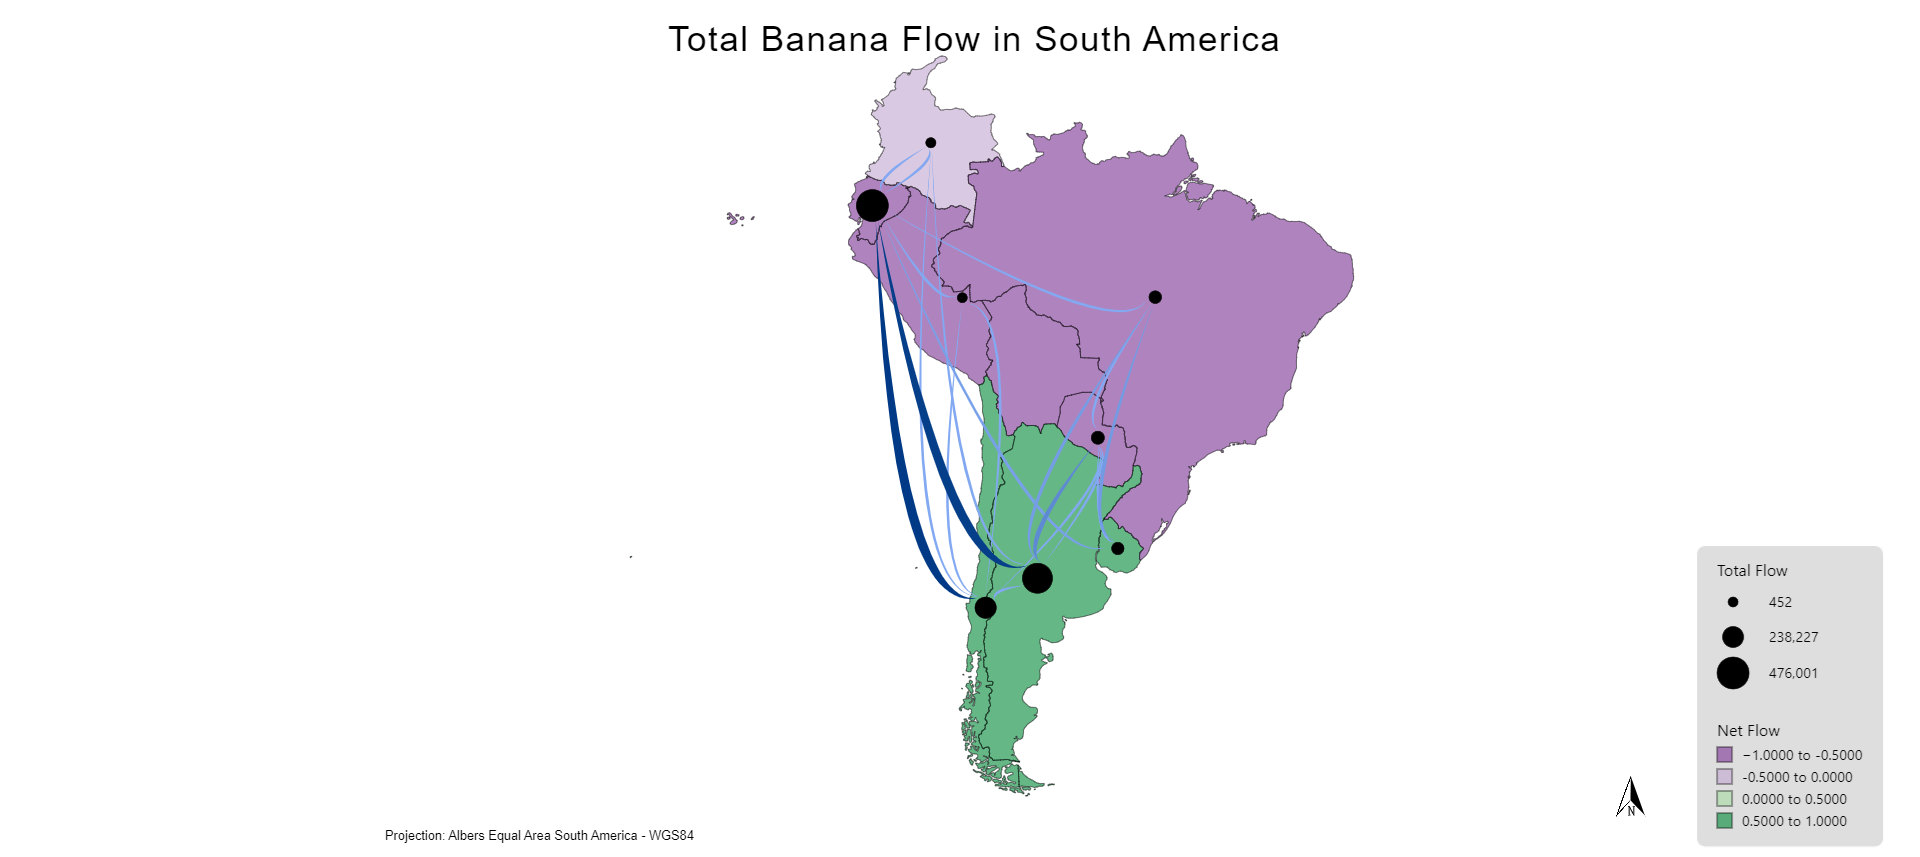 Total Banana Flow in South America
Total Flow
452
238,227
476,001
Net Flow
−1.0000 to -0.5000
-0.5000 to 0.0000
0.0000 to 0.5000
0.5000 to 1.0000
N
Projection: Albers Equal Area South America - WGS84